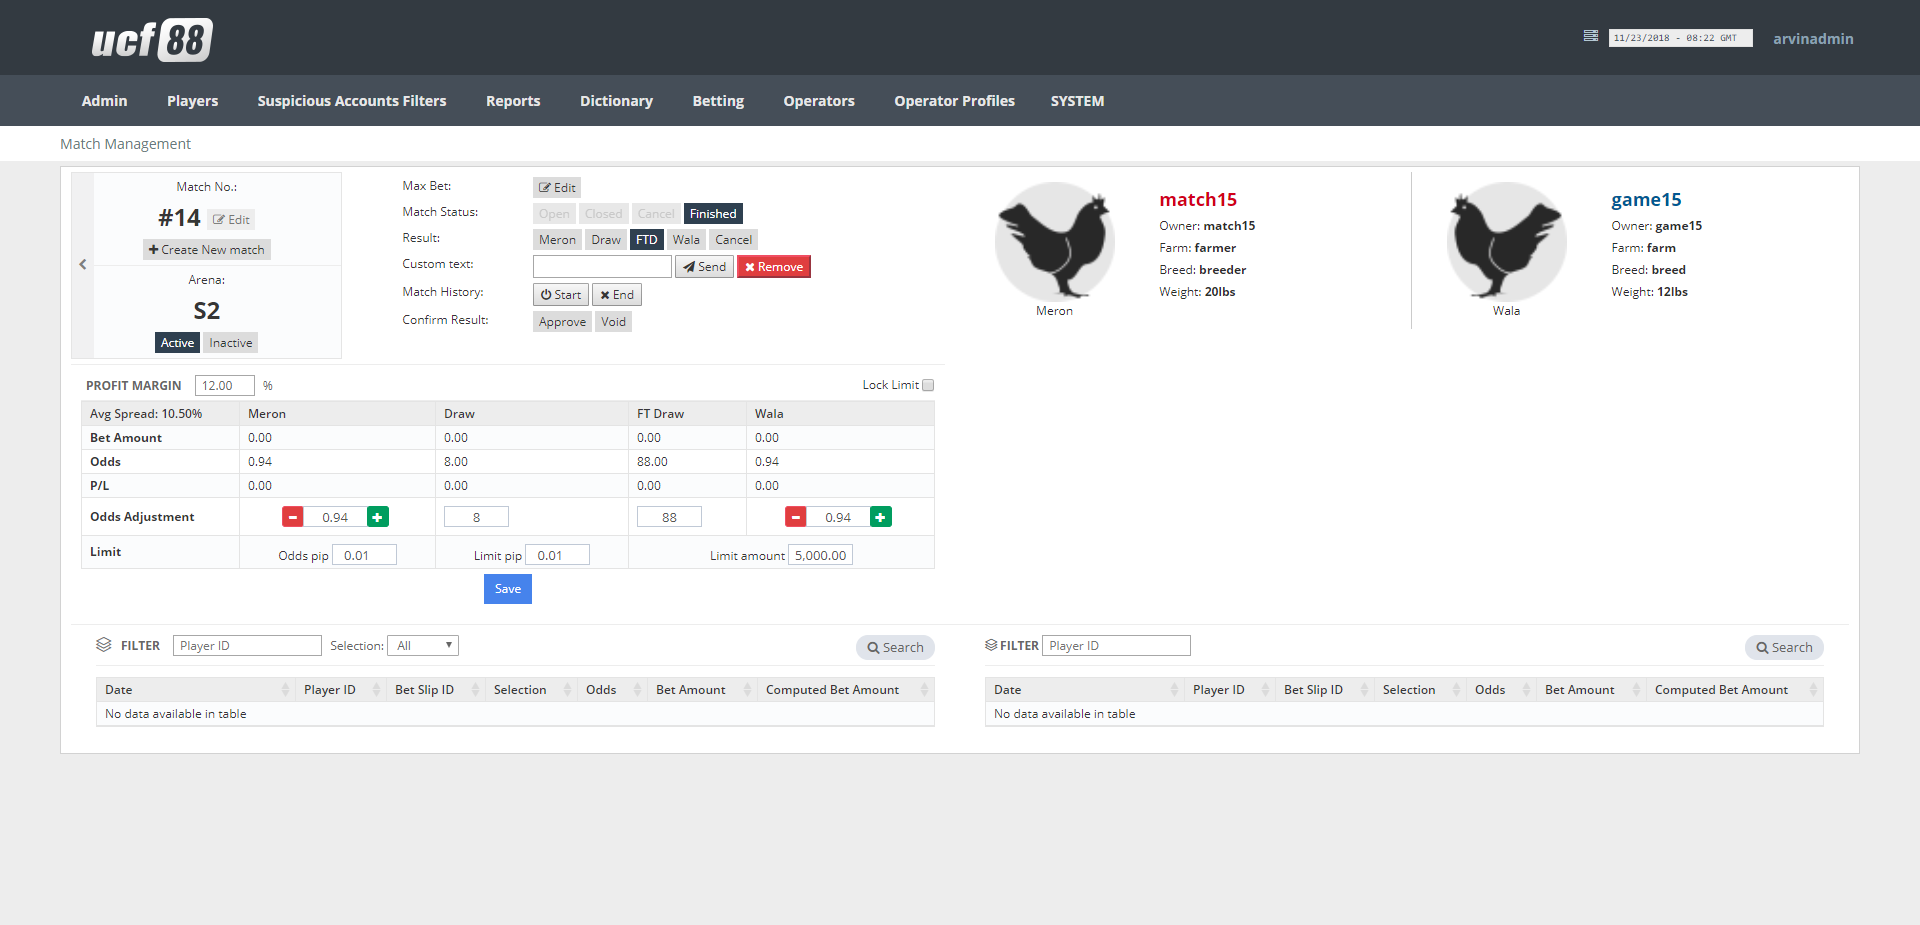 ucf 88
11/23/2018 - 08:22 GMT
arvinadmin
Admin Players Suspicious Accounts Filters Reports Dictionary Betting Operators Operator Profiles SYSTEM
Match Management
Match No.:
#14 Edit
Create New match
Arena:
S2
Active Inactive
Max Bet: Edit
Match Status: Open Closed Cancel Finished
Result: Meron Draw FTD Wala Cancel
Custom text: Send Remove
Match History: Start End
Confirm Result: Approve Void
Meron
match15
Owner: match15
Farm: farmer
Breed: breeder
Weight: 20lbs
Wala
game15
Owner: game15
Farm: farm
Breed: breed
Weight: 12lbs
PROFIT MARGIN 12.00 % Lock Limit
Avg Spread: 10.50% Meron Draw FT Draw Wala
Bet Amount 0.00 0.00 0.00 0.00
Odds 0.94 8.00 88.00 0.94
P/L 0.00 0.00 0.00 0.00
Odds Adjustment 0.94 8 88 0.94
Limit Odds pip 0.01 Limit pip 0.01 Limit amount 5,000.00
Save
FILTER Player ID Selection: All Search
Date Player ID Bet Slip ID Selection Odds Bet Amount Computed Bet Amount
No data available in table
FILTER Player ID Search
Date Player ID Bet Slip ID Selection Odds Bet Amount Computed Bet Amount
No data available in table